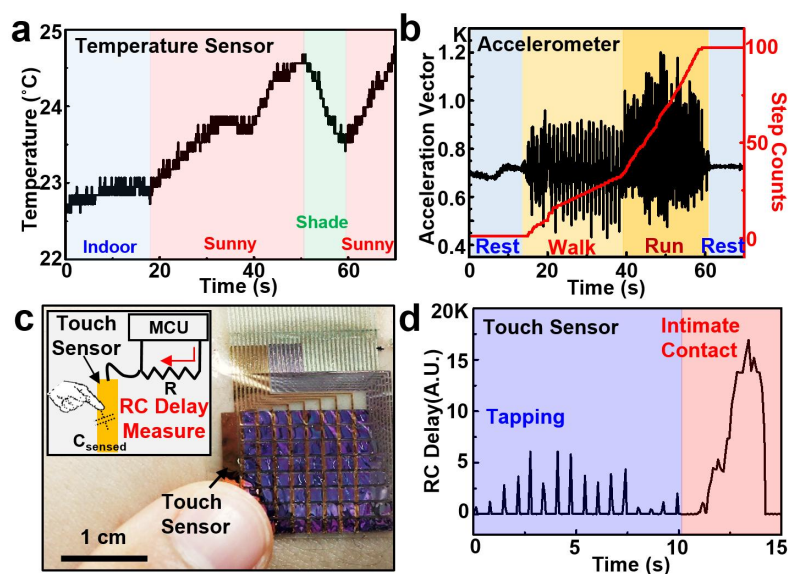 a
Temperature Sensor
Temperature (°C)
25
24
23
22
Indoor
Sunny
Shade
Sunny
0
20
40
60
Time (s)
b
K
Accelerometer
Acceleration Vector
1.2
1.0
0.8
0.6
0.4
100
50
0
Step Counts
Rest
Walk
Run
Rest
0
20
40
60
Time (s)
c
Touch
Sensor
MCU
R
RC Delay
Measure
Csensed
Touch
Sensor
1 cm
d
20K
15
10
5
0
RC Delay(A.U.)
Touch Sensor
Intimate
Contact
Tapping
0
5
10
15
Time (s)